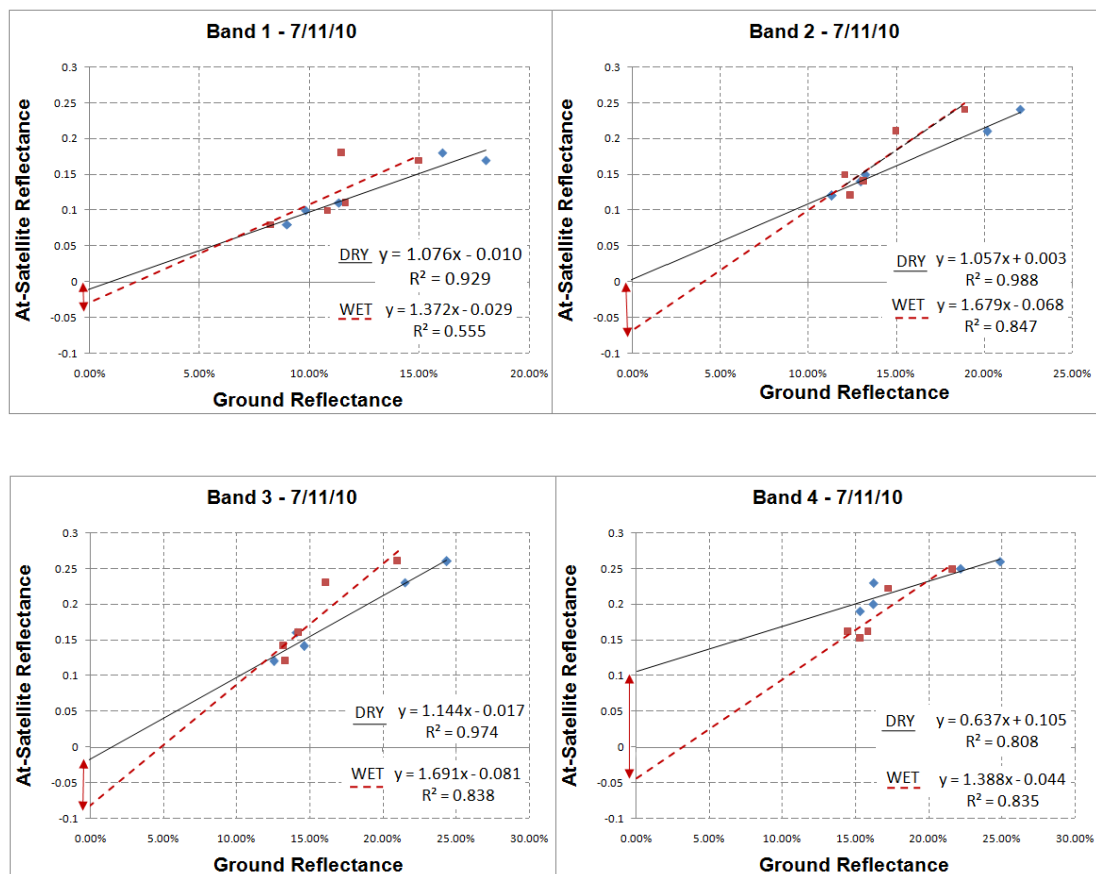 Band 1 - 7/11/10
At-Satellite Reflectance
0.3
0.25
0.2
0.15
0.1
0.05
0
-0.05
-0.1
DRY y = 1.076x - 0.010
R² = 0.929
WET y = 1.372x - 0.029
R² = 0.555
0.00% 5.00% 10.00% 15.00% 20.00%
Ground Reflectance
Band 2 - 7/11/10
At-Satellite Reflectance
0.3
0.25
0.2
0.15
0.1
0.05
0
-0.05
-0.1
DRY y = 1.057x + 0.003
R² = 0.988
WET y = 1.679x - 0.068
R² = 0.847
0.00% 5.00% 10.00% 15.00% 20.00% 25.00%
Ground Reflectance
Band 3 - 7/11/10
At-Satellite Reflectance
0.3
0.25
0.2
0.15
0.1
0.05
0
-0.05
-0.1
DRY y = 1.144x - 0.017
R² = 0.974
WET y = 1.691x - 0.081
R² = 0.838
0.00% 5.00% 10.00% 15.00% 20.00% 25.00% 30.00%
Ground Reflectance
Band 4 - 7/11/10
At-Satellite Reflectance
0.3
0.25
0.2
0.15
0.1
0.05
0
-0.05
-0.1
DRY y = 0.637x + 0.105
R² = 0.808
WET y = 1.388x - 0.044
R² = 0.835
0.00% 5.00% 10.00% 15.00% 20.00% 25.00% 30.00%
Ground Reflectance